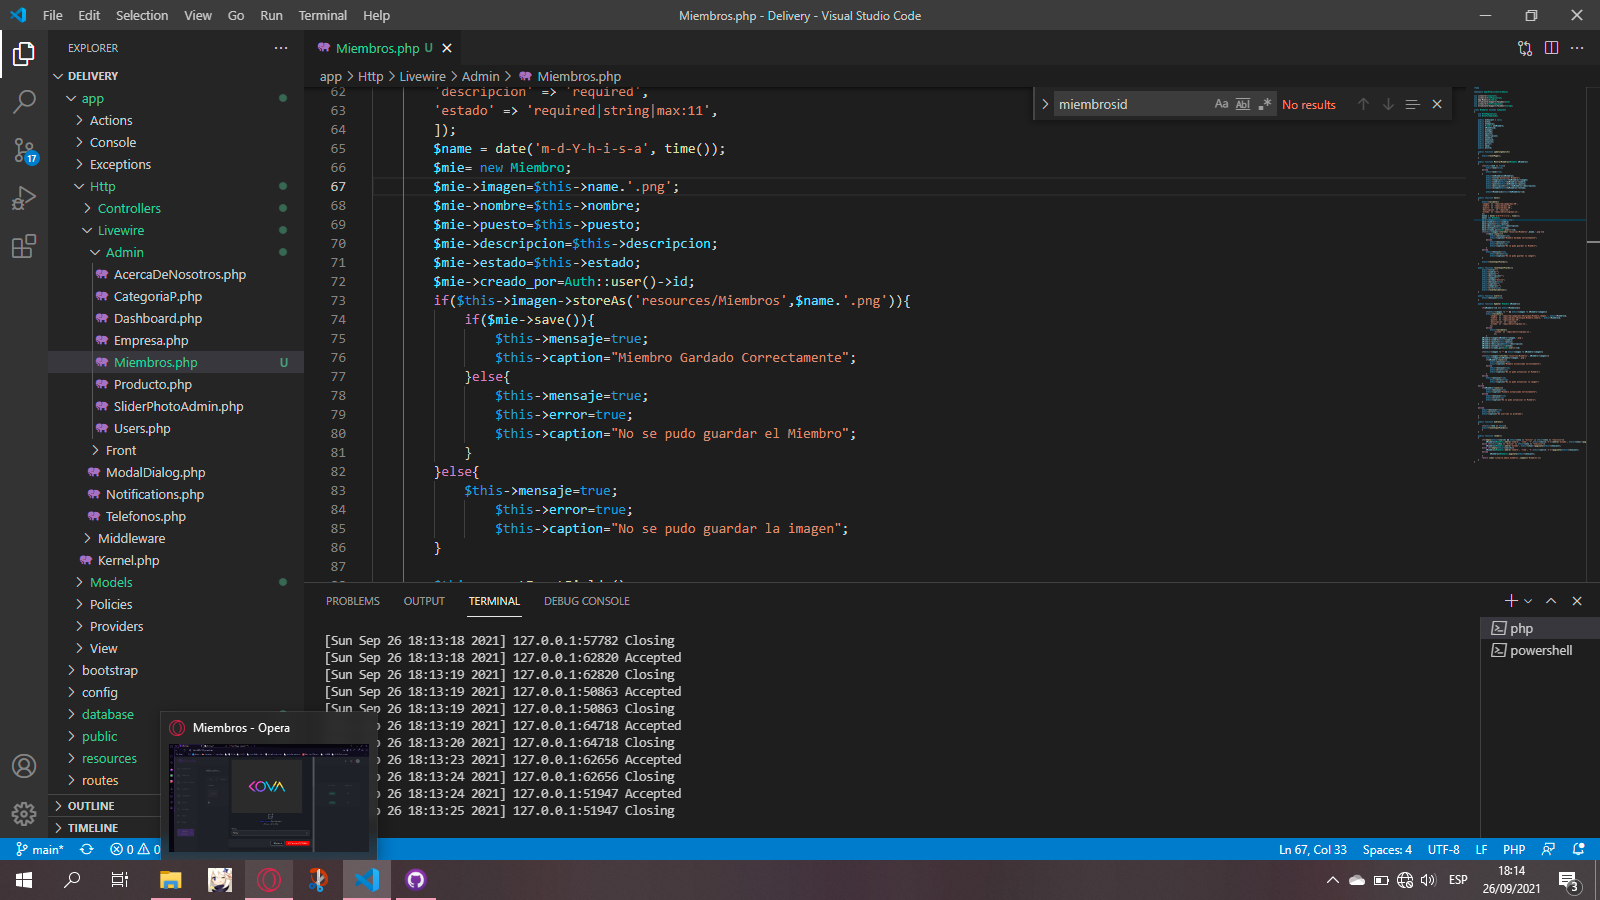 File Edit Selection View Go Run Terminal Help
Miembros.php - Delivery - Visual Studio Code
EXPLORER
DELIVERY
app
Actions
Console
Exceptions
Http
Controllers
Livewire
Admin
AcercaDeNosotros.php
CategoriaP.php
Dashboard.php
Empresa.php
Miembros.php U
Producto.php
SliderPhotoAdmin.php
Users.php
Front
ModalDialog.php
Notifications.php
Telefonos.php
Middleware
Kernel.php
Models
Policies
Providers
View
bootstrap
config
database
public
resources
routes
OUTLINE
TIMELINE
17
Miembros.php U
app > Http > Livewire > Admin > Miembros.php
miembrosid Aa Abl .* No results
62 'descripcion' => 'required',
63 'estado' => 'required|string|max:11',
64 ]);
65 $name = date('m-d-Y-h-i-s-a', time());
66 $mie= new Miembro;
67 $mie->imagen=$this->name.'.png';
68 $mie->nombre=$this->nombre;
69 $mie->puesto=$this->puesto;
70 $mie->descripcion=$this->descripcion;
71 $mie->estado=$this->estado;
72 $mie->creado_por=Auth::user()->id;
73 if($this->imagen->storeAs('resources/Miembros',$name.'.png')){
74 if($mie->save()){
75 $this->mensaje=true;
76 $this->caption="Miembro Gardado Correctamente";
77 }else{
78 $this->mensaje=true;
79 $this->error=true;
80 $this->caption="No se pudo guardar el Miembro";
81 }
82 }else{
83 $this->mensaje=true;
84 $this->error=true;
85 $this->caption="No se pudo guardar la imagen";
86 }
87
PROBLEMS OUTPUT TERMINAL DEBUG CONSOLE
php
powershell
[Sun Sep 26 18:13:18 2021] 127.0.0.1:57782 Closing
[Sun Sep 26 18:13:18 2021] 127.0.0.1:62820 Accepted
[Sun Sep 26 18:13:19 2021] 127.0.0.1:62820 Closing
[Sun Sep 26 18:13:19 2021] 127.0.0.1:50863 Accepted
[Sun Sep 26 18:13:19 2021] 127.0.0.1:50863 Closing
26 18:13:19 2021] 127.0.0.1:64718 Accepted
26 18:13:20 2021] 127.0.0.1:64718 Closing
26 18:13:23 2021] 127.0.0.1:62656 Accepted
26 18:13:24 2021] 127.0.0.1:62656 Closing
26 18:13:24 2021] 127.0.0.1:51947 Accepted
26 18:13:25 2021] 127.0.0.1:51947 Closing
Miembros - Opera
KOVA
main* 0 0
Ln 67, Col 33 Spaces: 4 UTF-8 LF PHP
ESP
18:14
26/09/2021
3